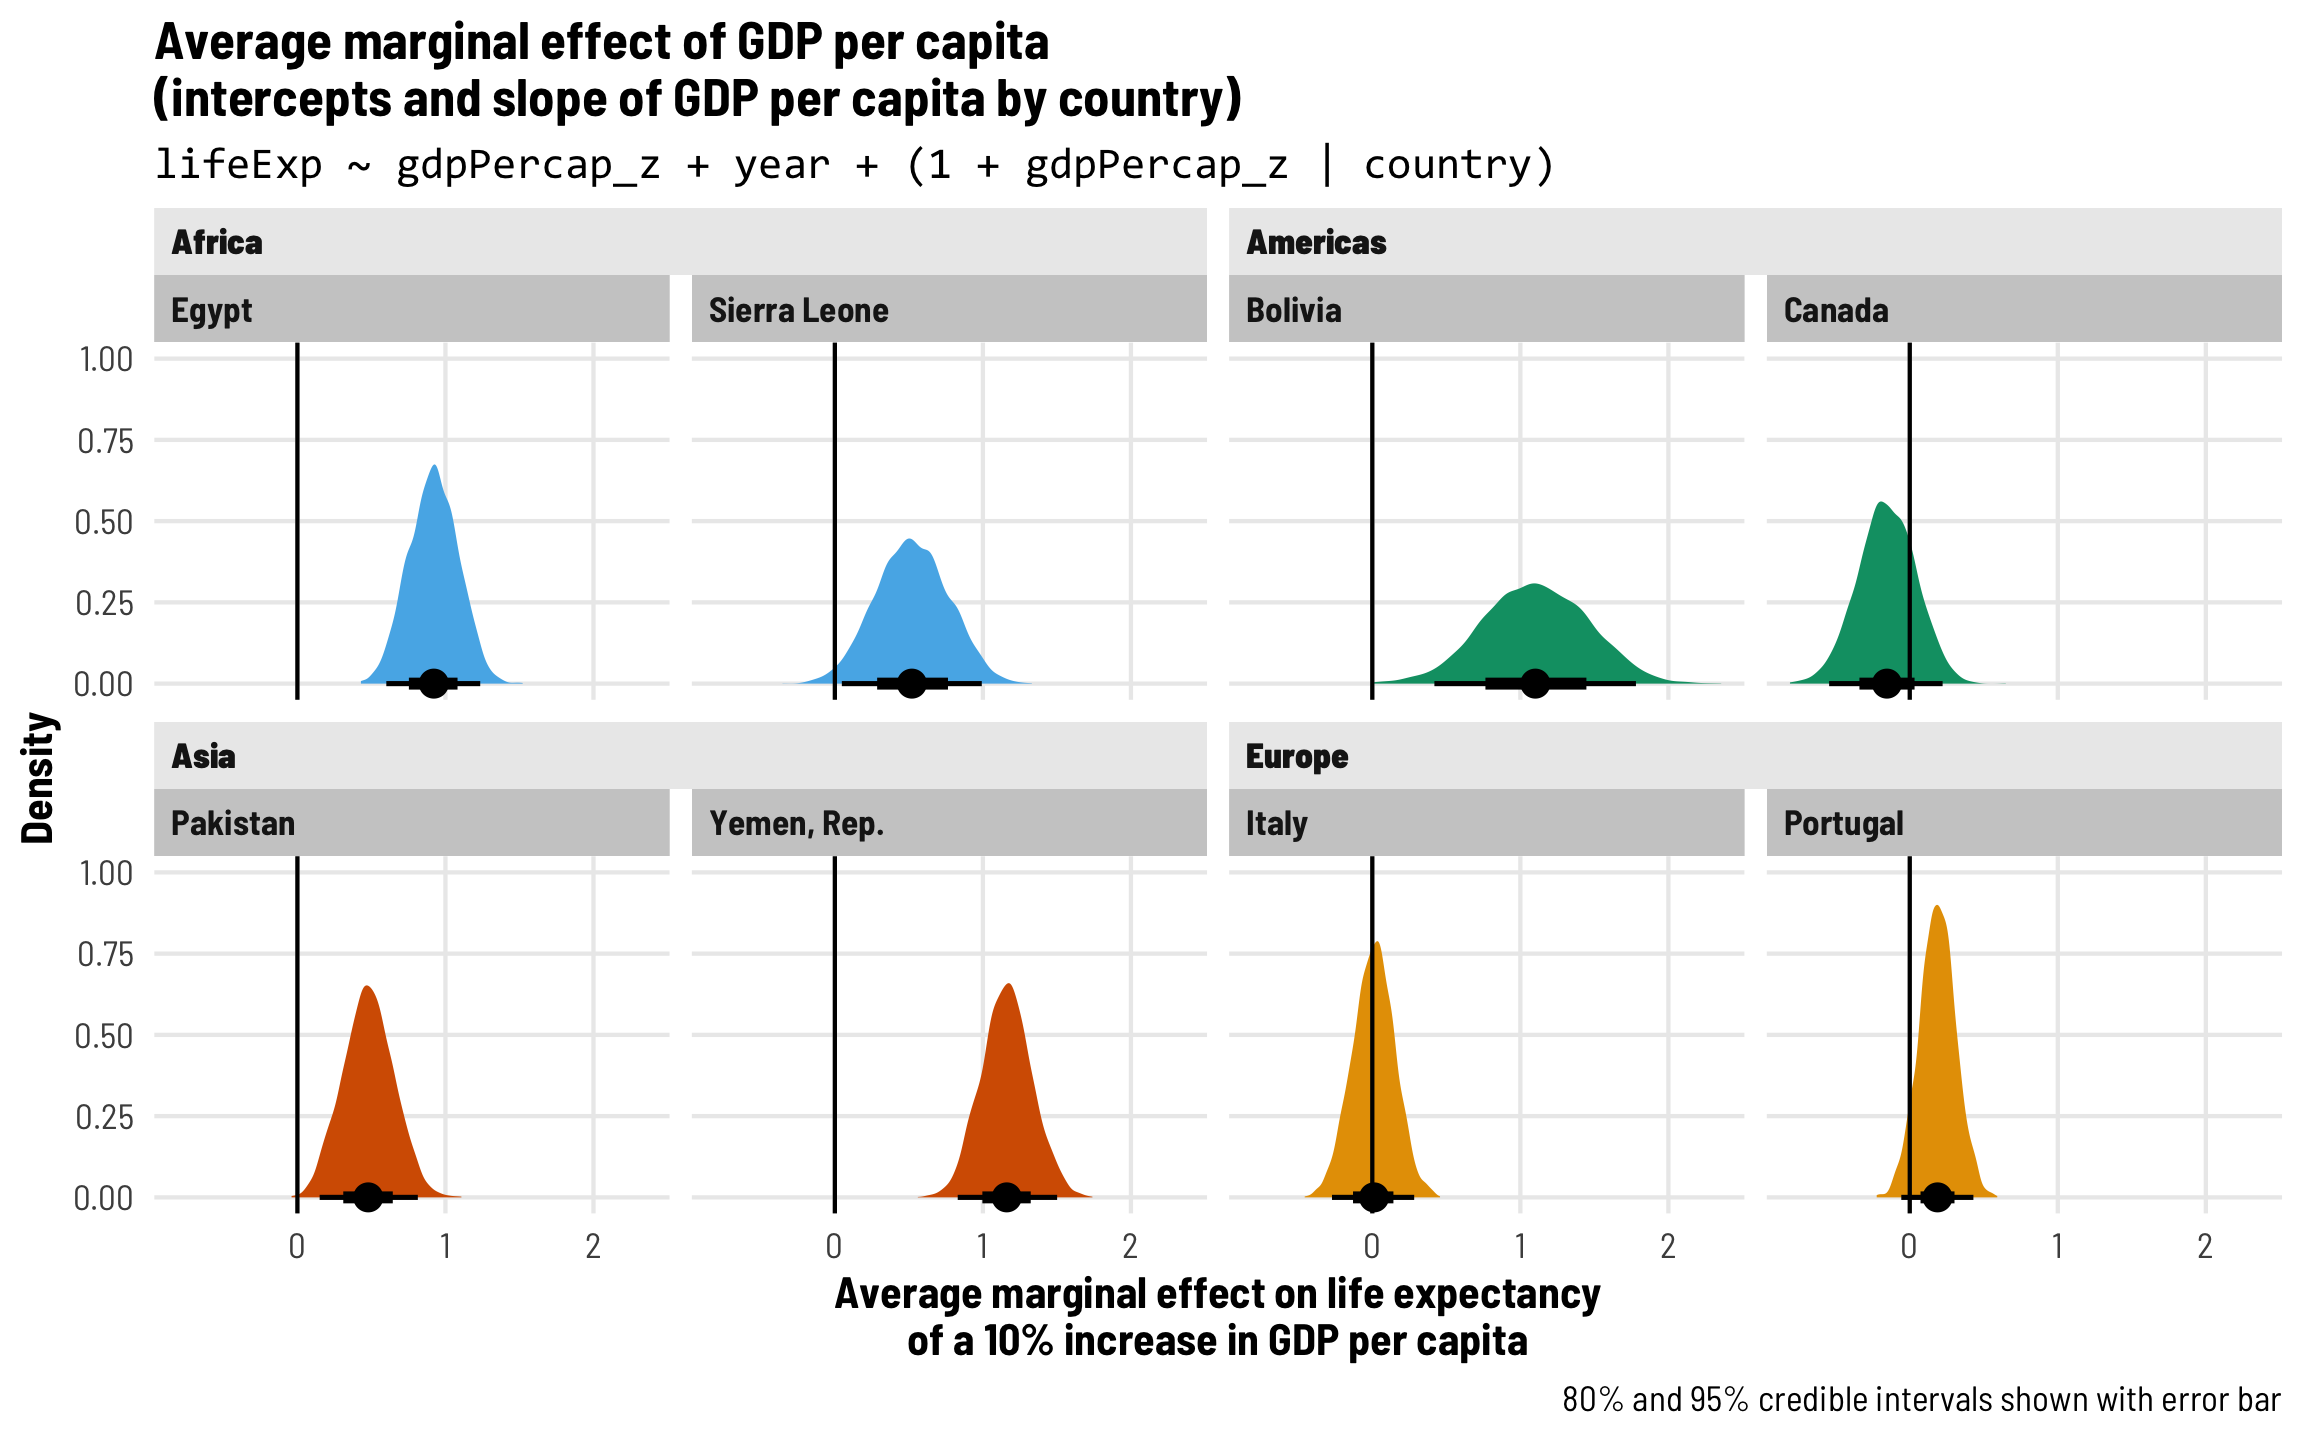 Average marginal effect of GDP per capita
(intercepts and slope of GDP per capita by country)
lifeExp ~ gdpPercap_z + year + (1 + gdpPercap_z | country)
Africa
Americas
Egypt
Sierra Leone
Bolivia
Canada
1.00
0.75
0.50
0.25
0.00
Density
Asia
Europe
Pakistan
Yemen, Rep.
Italy
Portugal
1.00
0.75
0.50
0.25
0.00
0 1 2
0 1 2
0 1 2
0 1 2
Average marginal effect on life expectancy
of a 10% increase in GDP per capita
80% and 95% credible intervals shown with error bar